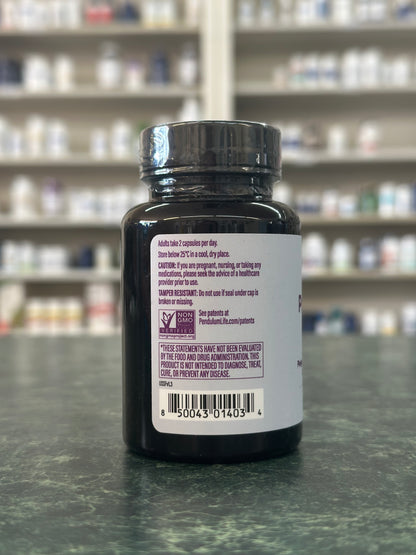 Adults take 2 capsules per day.
Store below 25°C in a cool, dry place.
CAUTION: If you are pregnant, nursing, or taking any
medications, please seek the advice of a healthcare
provider prior to use.
TAMPER RESISTANT: Do not use if seal under cap is
broken or missing.
NON
GMO
VERIFIED
nongmoproject.org
See patents at
PendulumLife.com/patents
*THESE STATEMENTS HAVE NOT BEEN EVALUATED
BY THE FOOD AND DRUG ADMINISTRATION. THIS
PRODUCT IS NOT INTENDED TO DIAGNOSE, TREAT,
CURE, OR PREVENT ANY DISEASE.
8 50043 01403 4